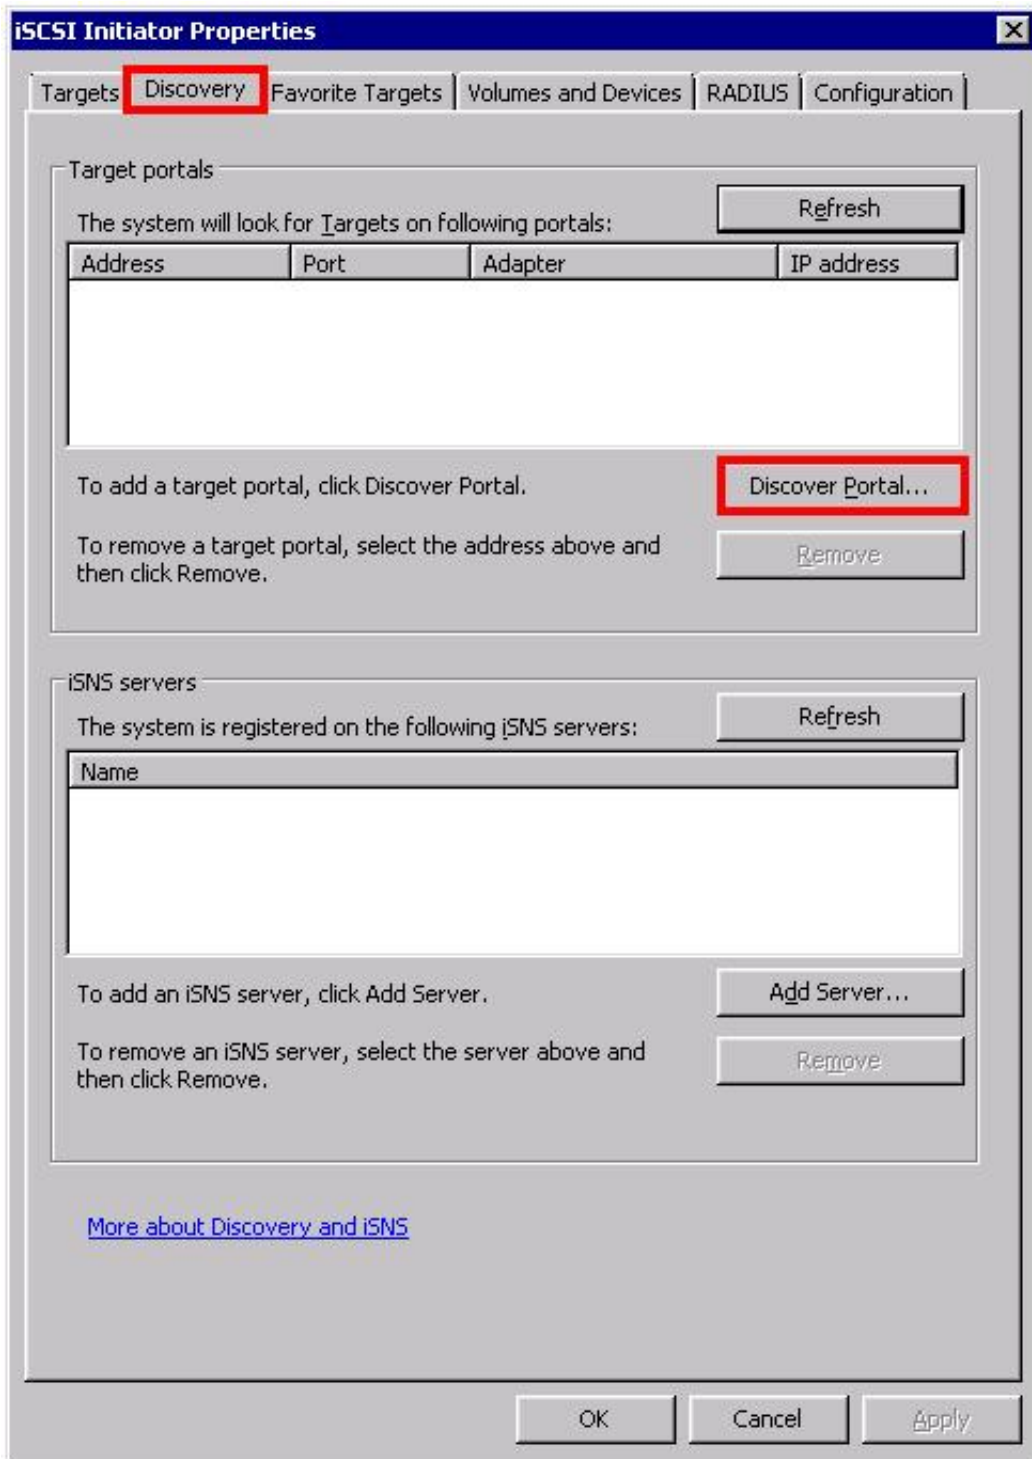 iSCSI Initiator Properties
Targets Discovery Favorite Targets Volumes and Devices RADIUS Configuration
Target portals
The system will look for Targets on following portals:
Refresh
Address Port Adapter IP address
To add a target portal, click Discover Portal.
Discover Portal...
To remove a target portal, select the address above and
then click Remove.
Remove
iSNS servers
The system is registered on the following iSNS servers:
Refresh
Name
To add an iSNS server, click Add Server.
Add Server...
To remove an iSNS server, select the server above and
then click Remove.
Remove
More about Discovery and iSNS
OK Cancel Apply